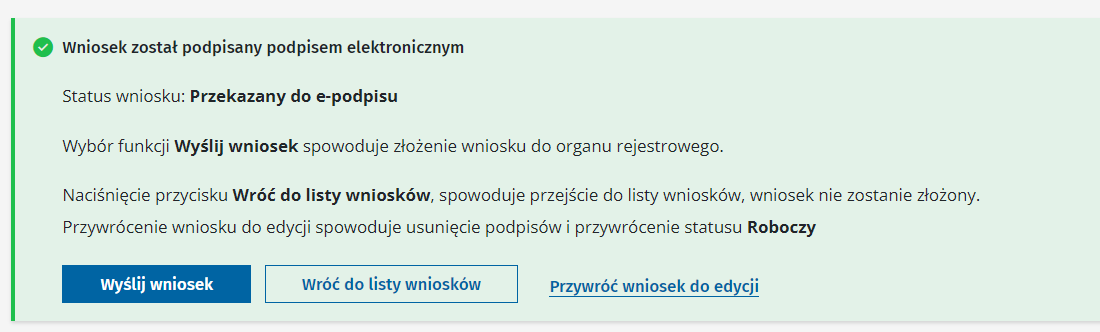 Wniosek został podpisany podpisem elektronicznym
Status wniosku: Przekazany do e-podpisu
Wybór funkcji Wyślij wniosek spowoduje złożenie wniosku do organu rejestrowego.
Naciśnięcie przycisku Wróć do listy wniosków, spowoduje przejście do listy wniosków, wniosek nie zostanie złożony.
Przywrócenie wniosku do edycji spowoduje usunięcie podpisów i przywrócenie statusu Roboczy
Wyślij wniosek Wróć do listy wniosków Przywróć wniosek do edycji